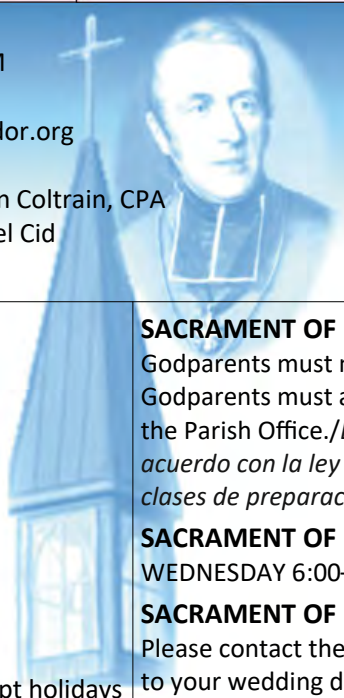 dor.org
n Coltrain, CPA
el Cid
pt holidays
SACRAMENT OF
Godparents must
Godparents must a
the Parish Office./
acuerdo con la ley
clases de preparac
SACRAMENT OF
WEDNESDAY 6:00-
SACRAMENT OF
Please contact the
to your wedding d